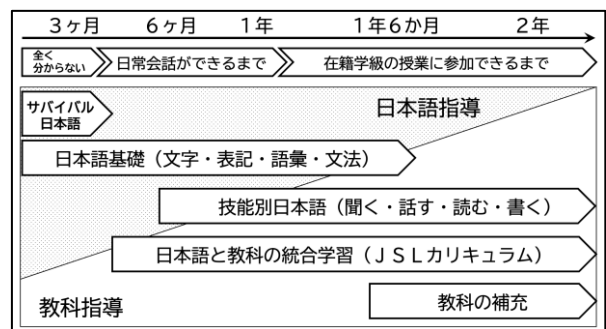 3ヶ月 6ヶ月 1年 1年6か月 2年
全く
分からない
日常会話ができるまで
在籍学級の授業に参加できるまで
サバイバル
日本語
日本語指導
日本語基礎（文字・表記・語彙・文法）
技能別日本語（聞く・話す・読む・書く）
日本語と教科の統合学習（ＪＳＬカリキュラム）
教科指導
教科の補充